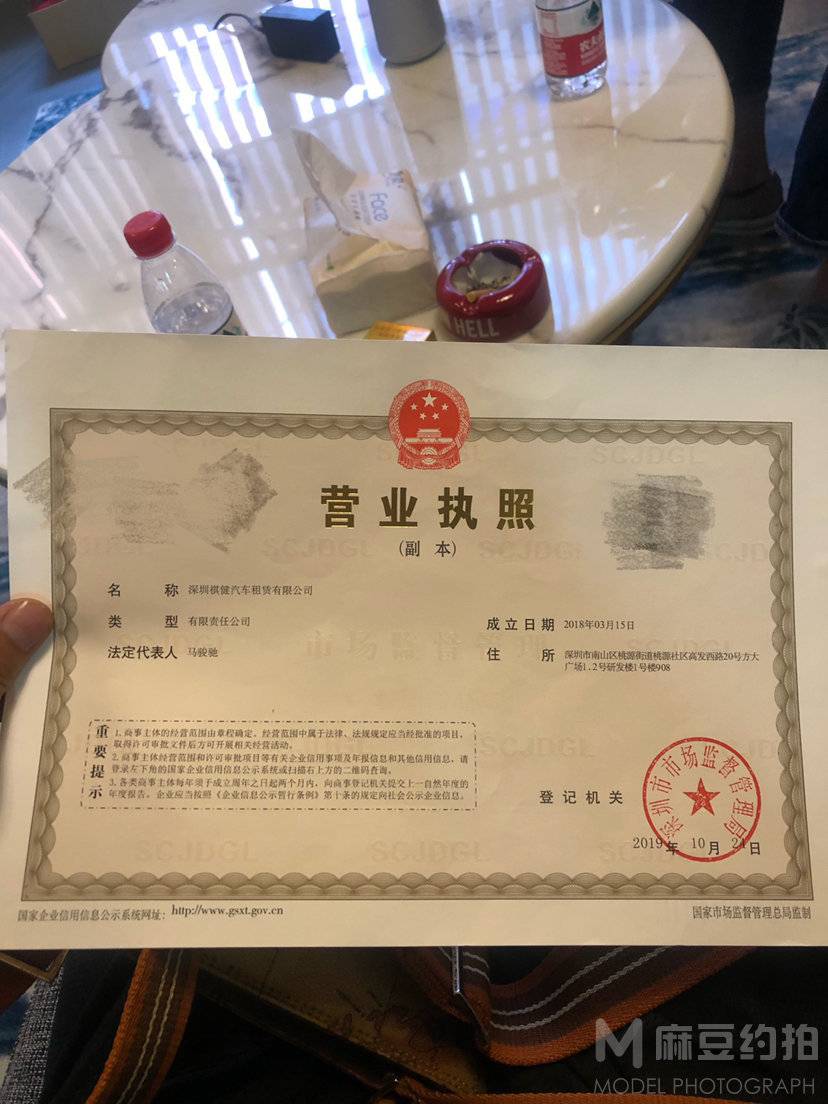 农夫
Face
HELL
SCJDGL
营业执照
(副本)
SCJDGL SCJDGL SCJDGL
名称 深圳棋健汽车租赁有限公司
类型 有限责任公司
成立日期 2018年03月15日
法定代表人 马骏驰
住所 深圳市南山区桃源街道桃源社区高发西路20号方大
广场1.2号研发楼1号楼908
市场监督管理
重要提示
1.商事主体的经营范围由章程确定。经营范围中属于法律、法规规定应当经批准的项目,
取得许可审批文件后方可开展相关经营活动。
2.商事主体经营范围和许可审批项目等有关企业信用事项及年报信息和其他信用信息,请
登录左下角的国家企业信用信息公示系统或扫描右上方的二维码查询。
3.各类商事主体每年须于成立周年之日起两个月内,向商事登记机关提交上一自然年度的
年度报告。企业应当按照《企业信息公示暂行条例》第十条的规定向社会公示企业信息。
登记机关
深圳市市场监督管理局
2019年10月21日
SCJDGL SCJDGL SCJDGL
国家企业信用信息公示系统网址: http://www.gsxt.gov.cn
国家市场监督管理总局监制
M 麻豆约拍
MODEL PHOTOGRAPH